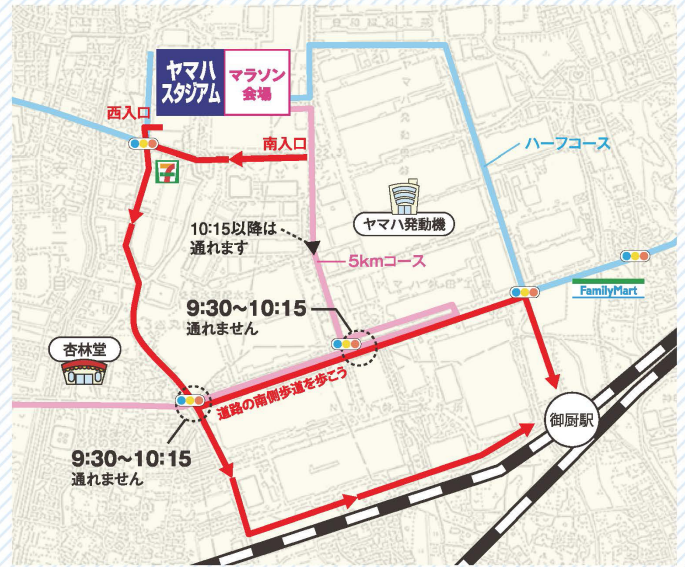 ヤマハ
スタジアム
マラソン
会場
西入口
南入口
ハーフコース
7
ヤマハ発動機
10:15以降は
通れます
5kmコース
FamilyMart
9:30〜10:15
通れません
杏林堂
道路の南側歩道を歩こう
御厨駅
9:30〜10:15
通れません